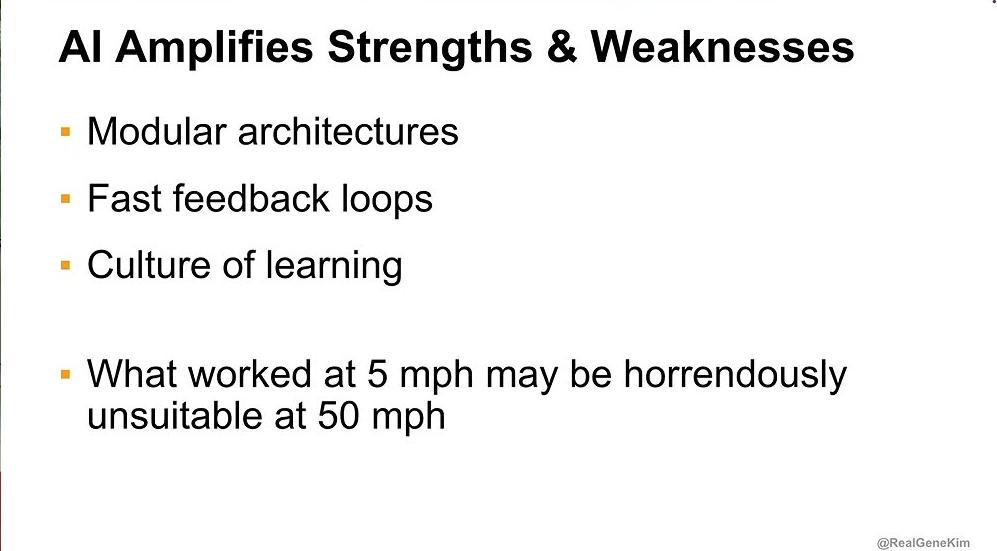 AI Amplifies Strengths & Weaknesses
▪ Modular architectures
▪ Fast feedback loops
▪ Culture of learning
▪ What worked at 5 mph may be horrendously
unsuitable at 50 mph
@RealGeneKim